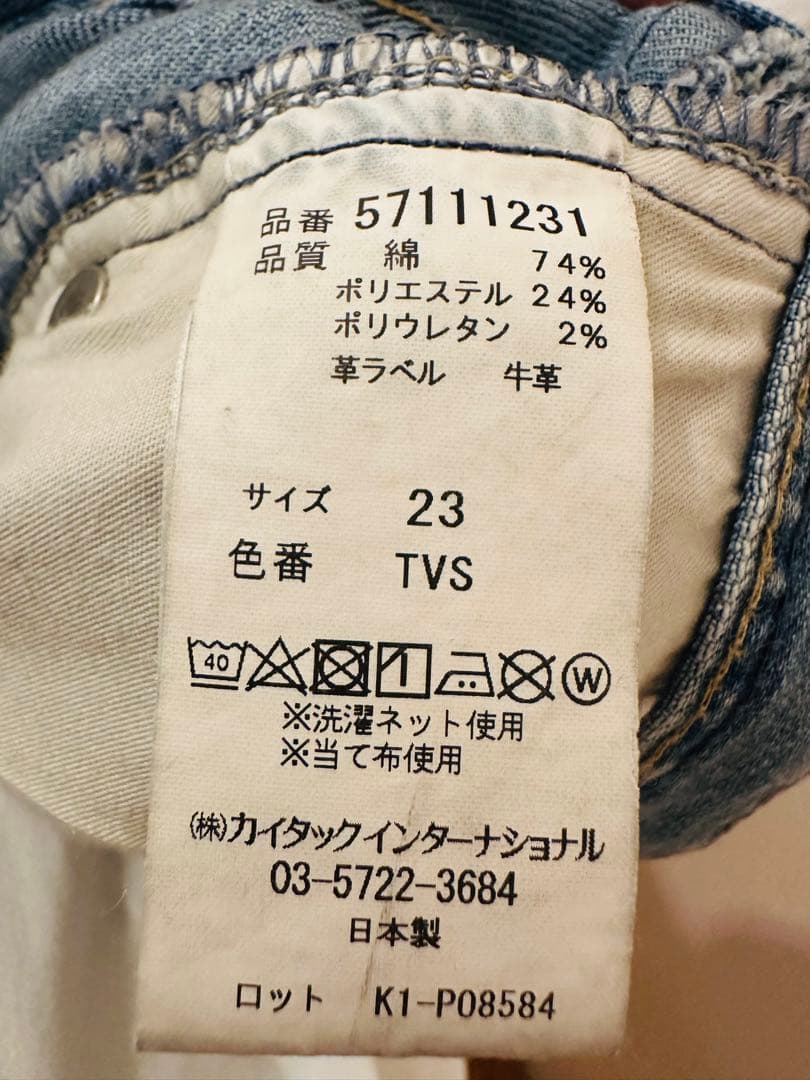 品番 57111231
品質 綿 74%
ポリエステル 24%
ポリウレタン 2%
革ラベル 牛革
サイズ 23
色番 TVS
40 W
※洗濯ネット使用
※当て布使用
(株)カイタックインターナショナル
03-5722-3684
日本製
ロット K1-P08584